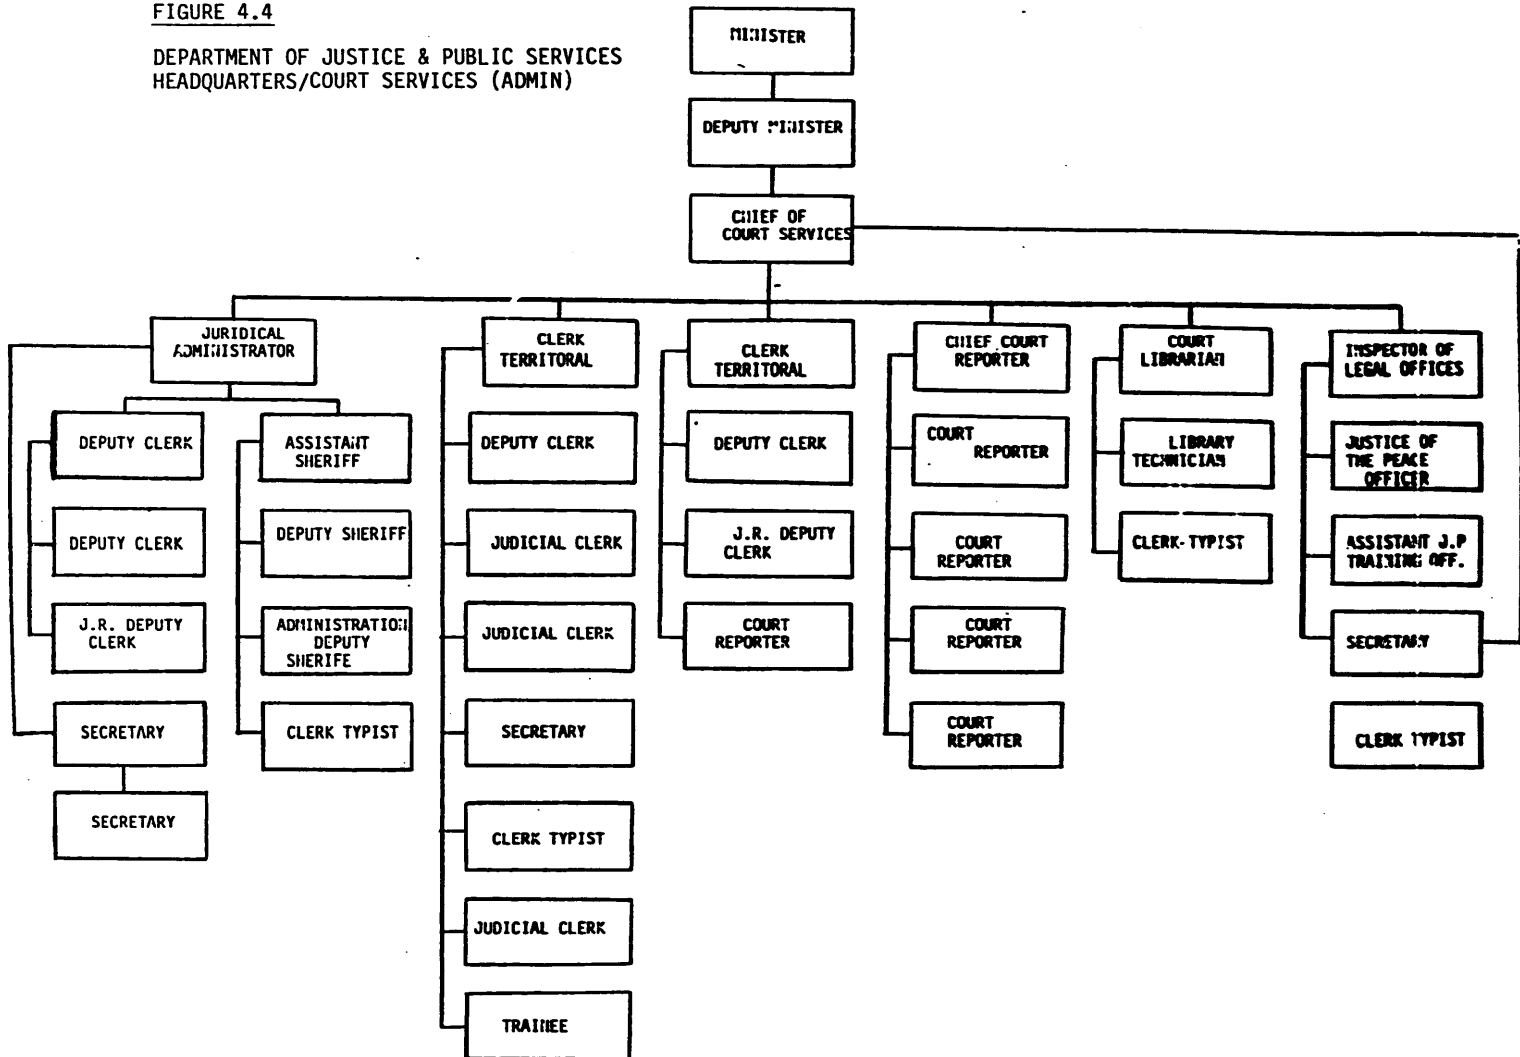 FIGURE 4.4
DEPARTMENT OF JUSTICE & PUBLIC SERVICES
HEADQUARTERS/COURT SERVICES (ADMIN)
MINISTER
DEPUTY MINISTER
CHIEF OF
COURT SERVICES
JURIDICAL
ADMINISTRATOR
DEPUTY CLERK
DEPUTY CLERK
J.R. DEPUTY
CLERK
SECRETARY
SECRETARY
ASSISTANT
SHERIFF
DEPUTY SHERIFF
ADMINISTRATION
DEPUTY
SHERIFE
CLERK TYPIST
CLERK
TERRITORAL
DEPUTY CLERK
JUDICIAL CLERK
JUDICIAL CLERK
SECRETARY
CLERK TYPIST
JUDICIAL CLERK
TRAINEE
CLERK
TERRITORAL
DEPUTY CLERK
J.R. DEPUTY
CLERK
COURT
REPORTER
CHIEF COURT
REPORTER
COURT
REPORTER
COURT
REPORTER
COURT
REPORTER
COURT
REPORTER
COURT
LIBRARIAN
LIBRARY
TECHNICIAN
CLERK-TYPIST
INSPECTOR OF
LEGAL OFFICES
JUSTICE OF
THE PEACE
OFFICER
ASSISTANT J.P
TRAINING OFF.
SECRETARY
CLERK TYPIST